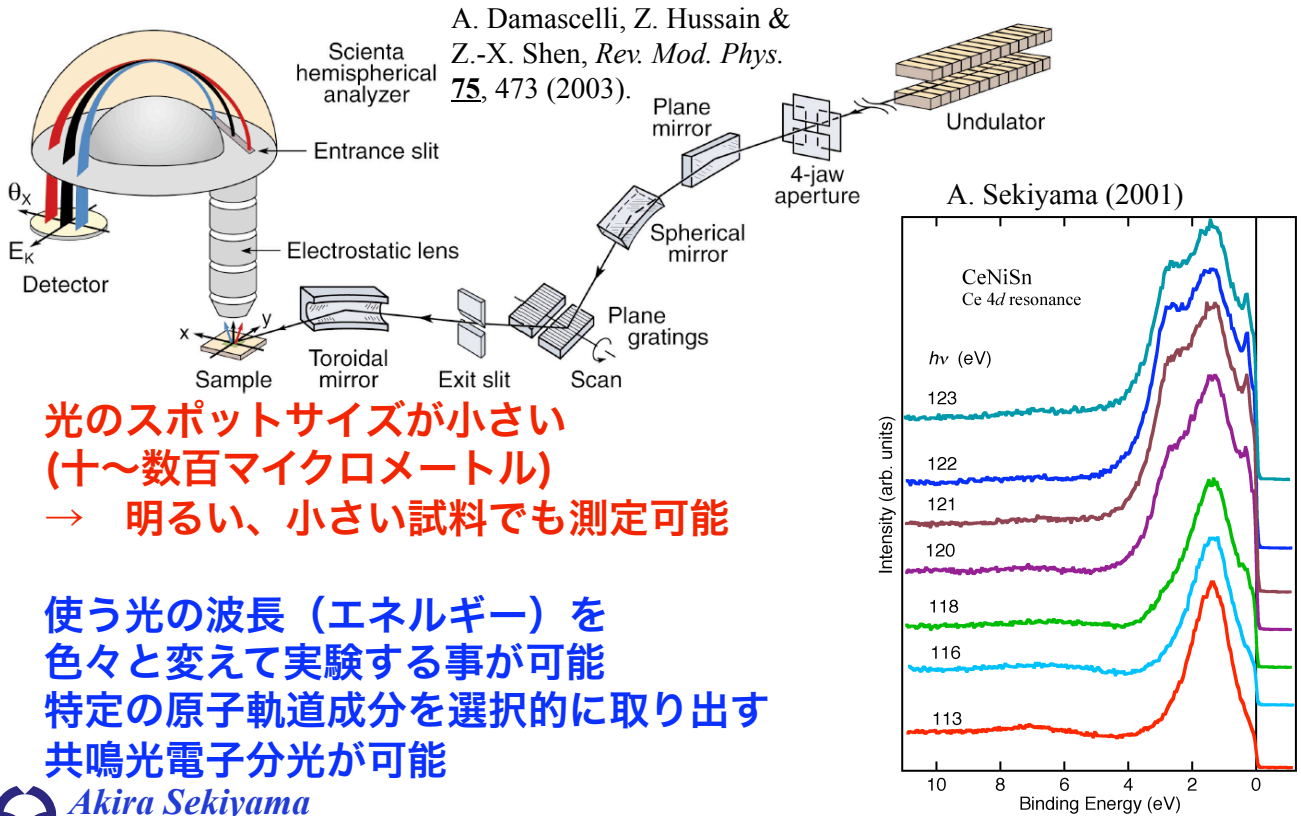 A. Damascelli, Z. Hussain &
Z.-X. Shen, Rev. Mod. Phys.
75, 473 (2003).
Scienta
hemispherical
analyzer
Entrance slit
θX
EK
Detector
Electrostatic lens
x
y
Sample
Toroidal
mirror
Exit slit
Plane
gratings
Scan
Spherical
mirror
Plane
mirror
4-jaw
aperture
Undulator
光のスポットサイズが小さい
(十〜数百マイクロメートル)
→ 明るい、小さい試料でも測定可能
使う光の波長（エネルギー）を
色々と変えて実験する事が可能
特定の原子軌道成分を選択的に取り出す
共鳴光電子分光が可能
Akira Sekiyama
A. Sekiyama (2001)
CeNiSn
Ce 4d resonance
hν (eV)
123
122
121
120
118
116
113
Intensity (arb. units)
10 8 6 4 2 0
Binding Energy (eV)